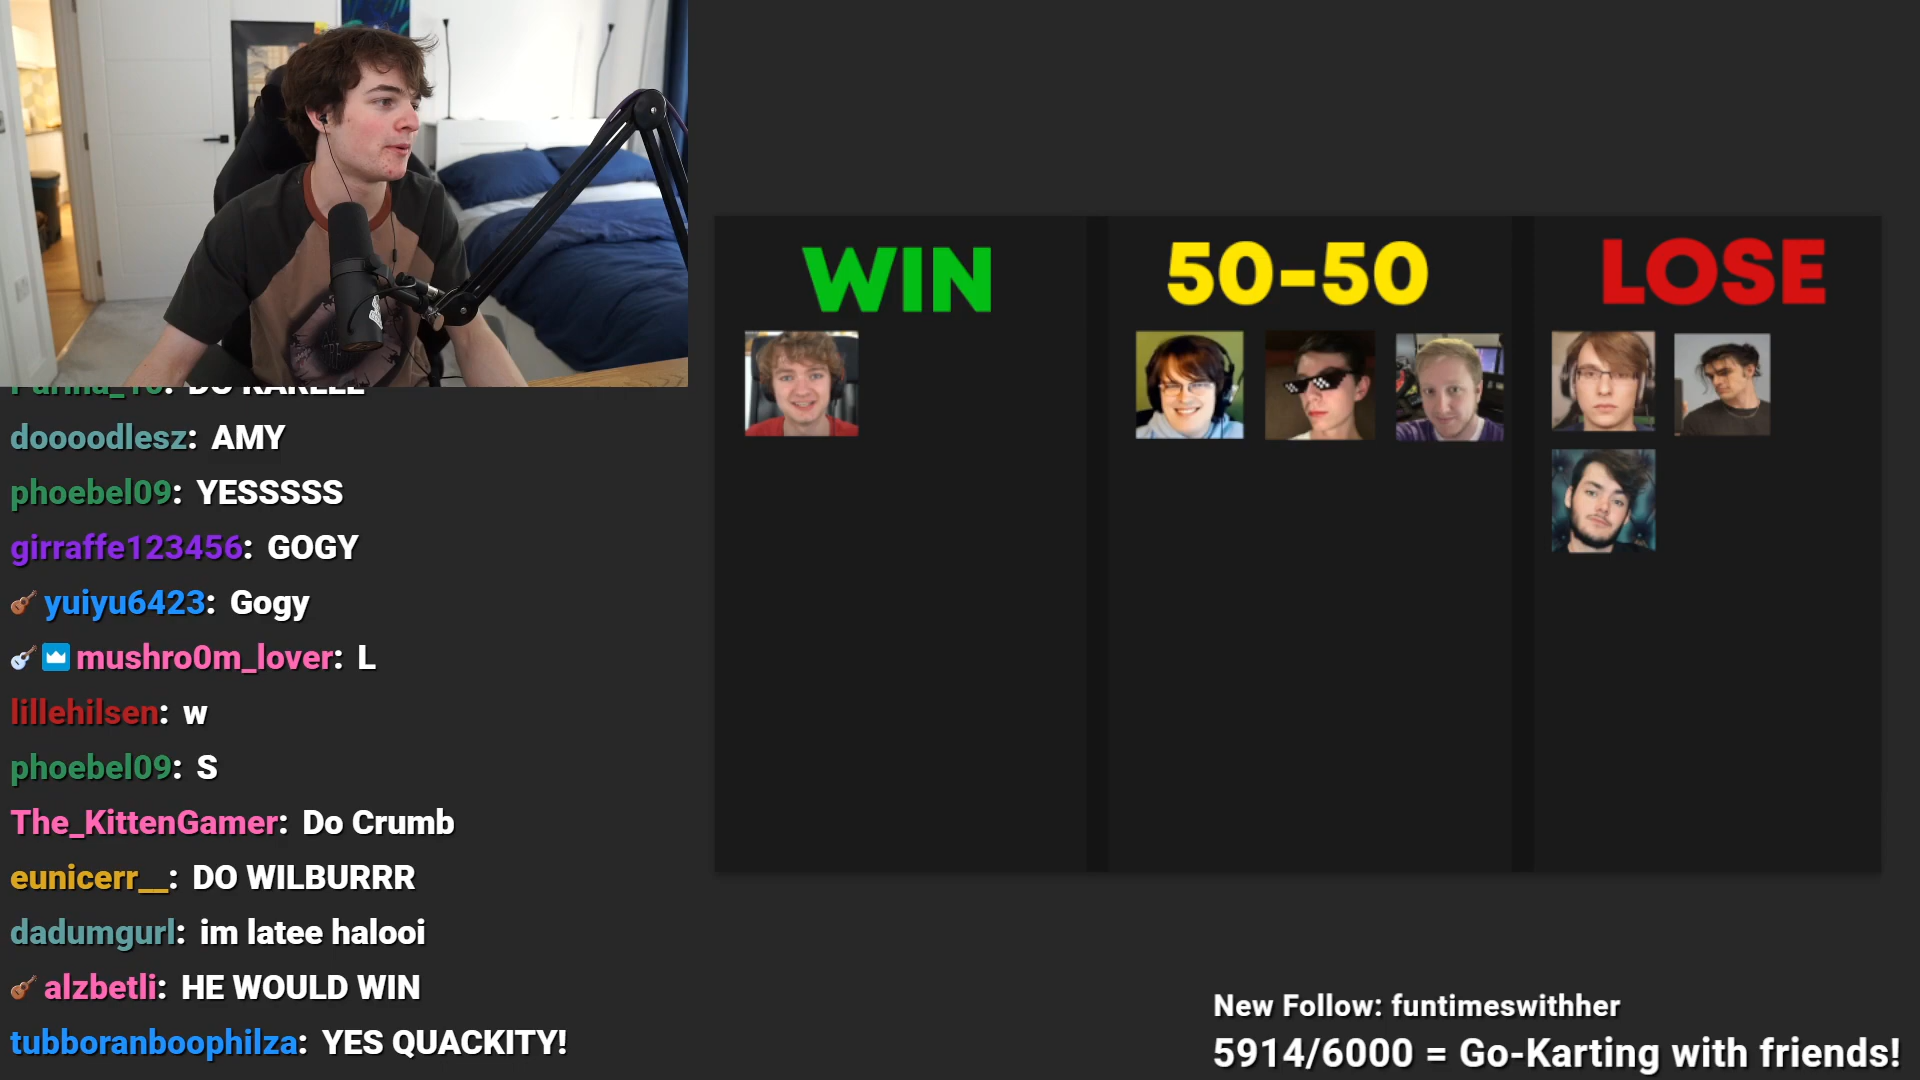 doooodlesz: AMY
phoebel09: YESSSSS
girraffe123456: GOGY
yuiyu6423: Gogy
mushro0m_lover: L
lillehilsen: w
phoebel09: S
The_KittenGamer: Do Crumb
eunicerr__: DO WILBURRR
dadumgurl: im latee halooi
alzbetli: HE WOULD WIN
tubboranboophilza: YES QUACKITY!
WIN
50-50
LOSE
New Follow: funtimeswithher
5914/6000 = Go-Karting with friends!